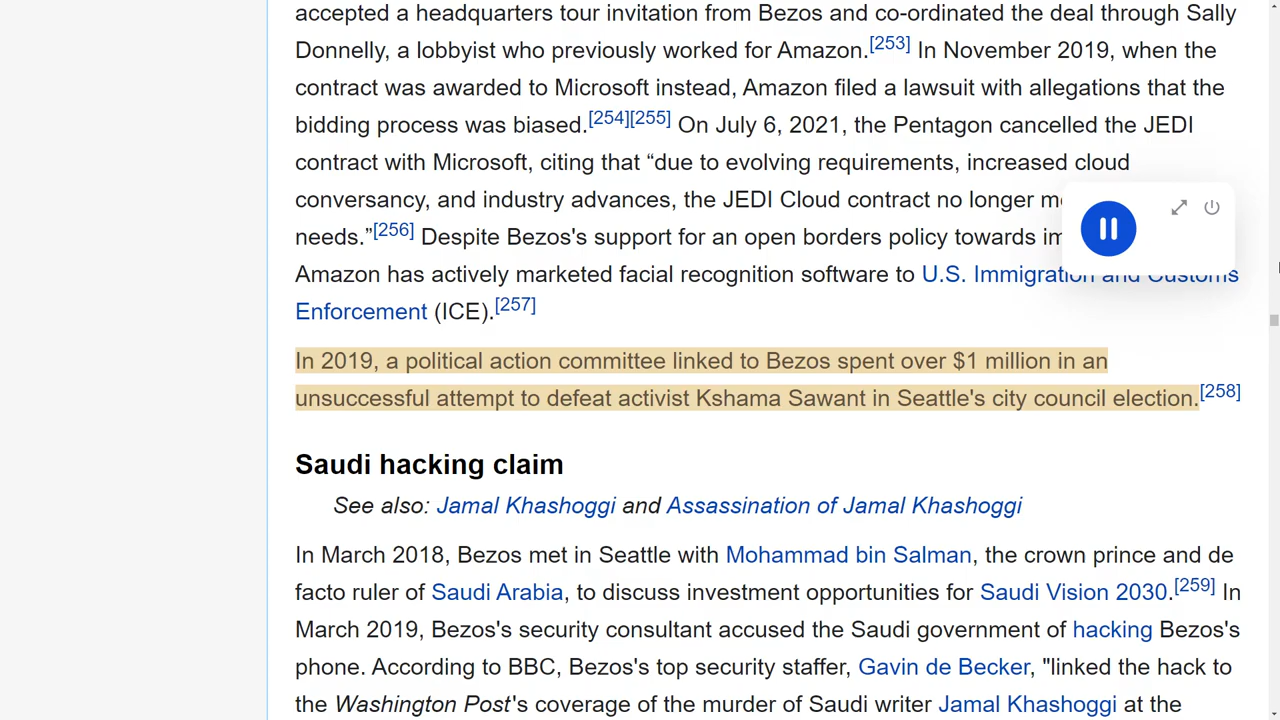 accepted a headquarters tour invitation from Bezos and co-ordinated the deal through Sally
Donnelly, a lobbyist who previously worked for Amazon.[253] In November 2019, when the
contract was awarded to Microsoft instead, Amazon filed a lawsuit with allegations that the
bidding process was biased.[254][255] On July 6, 2021, the Pentagon cancelled the JEDI
contract with Microsoft, citing that “due to evolving requirements, increased cloud
conversancy, and industry advances, the JEDI Cloud contract no longer
needs.”[256] Despite Bezos's support for an open borders policy towards
Amazon has actively marketed facial recognition software to U.S. Immigration and Customs
Enforcement (ICE).[257]
In 2019, a political action committee linked to Bezos spent over $1 million in an
unsuccessful attempt to defeat activist Kshama Sawant in Seattle's city council election.[258]
Saudi hacking claim
See also: Jamal Khashoggi and Assassination of Jamal Khashoggi
In March 2018, Bezos met in Seattle with Mohammad bin Salman, the crown prince and de
facto ruler of Saudi Arabia, to discuss investment opportunities for Saudi Vision 2030.[259] In
March 2019, Bezos's security consultant accused the Saudi government of hacking Bezos's
phone. According to BBC, Bezos's top security staffer, Gavin de Becker, "linked the hack to
the Washington Post's coverage of the murder of Saudi writer Jamal Khashoggi at the